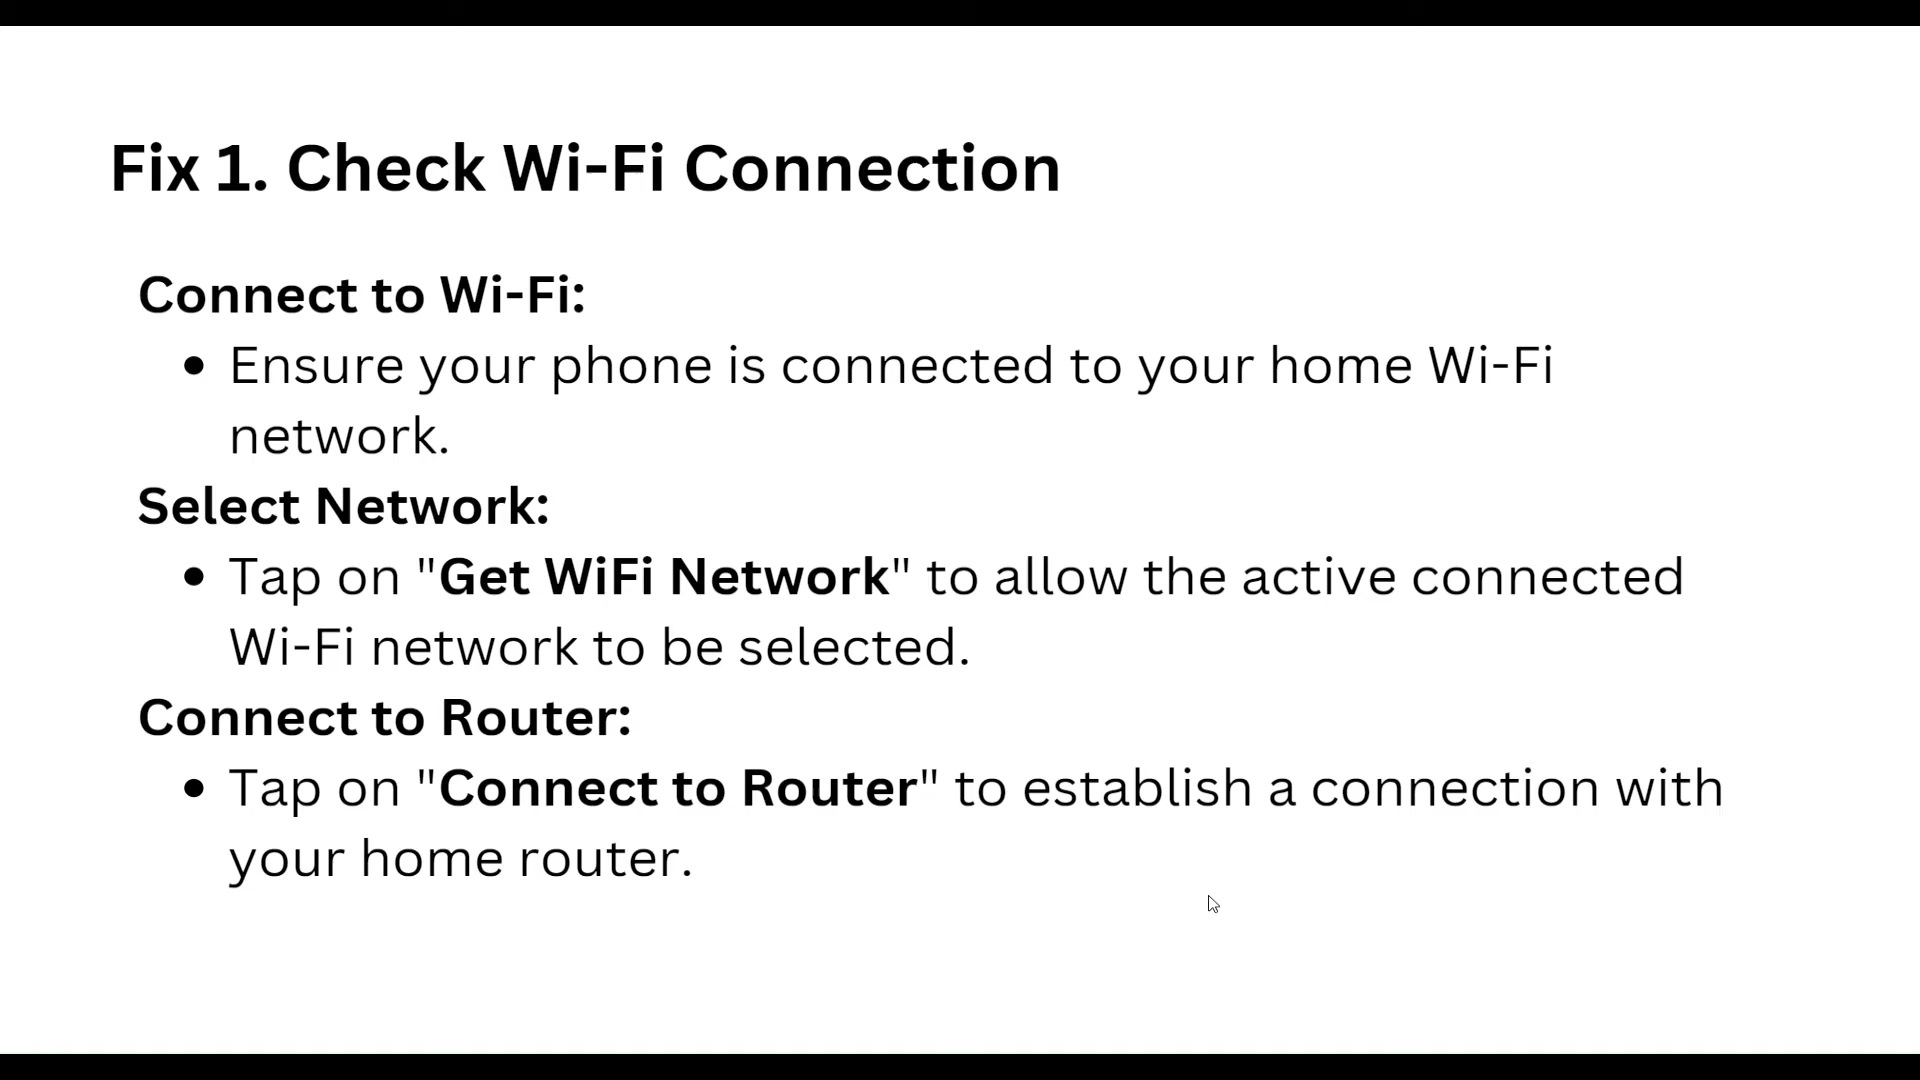 Fix 1. Check Wi-Fi Connection
Connect to Wi-Fi:
• Ensure your phone is connected to your home Wi-Fi
network.
Select Network:
• Tap on "Get WiFi Network" to allow the active connected
Wi-Fi network to be selected.
Connect to Router:
• Tap on "Connect to Router" to establish a connection with
your home router.